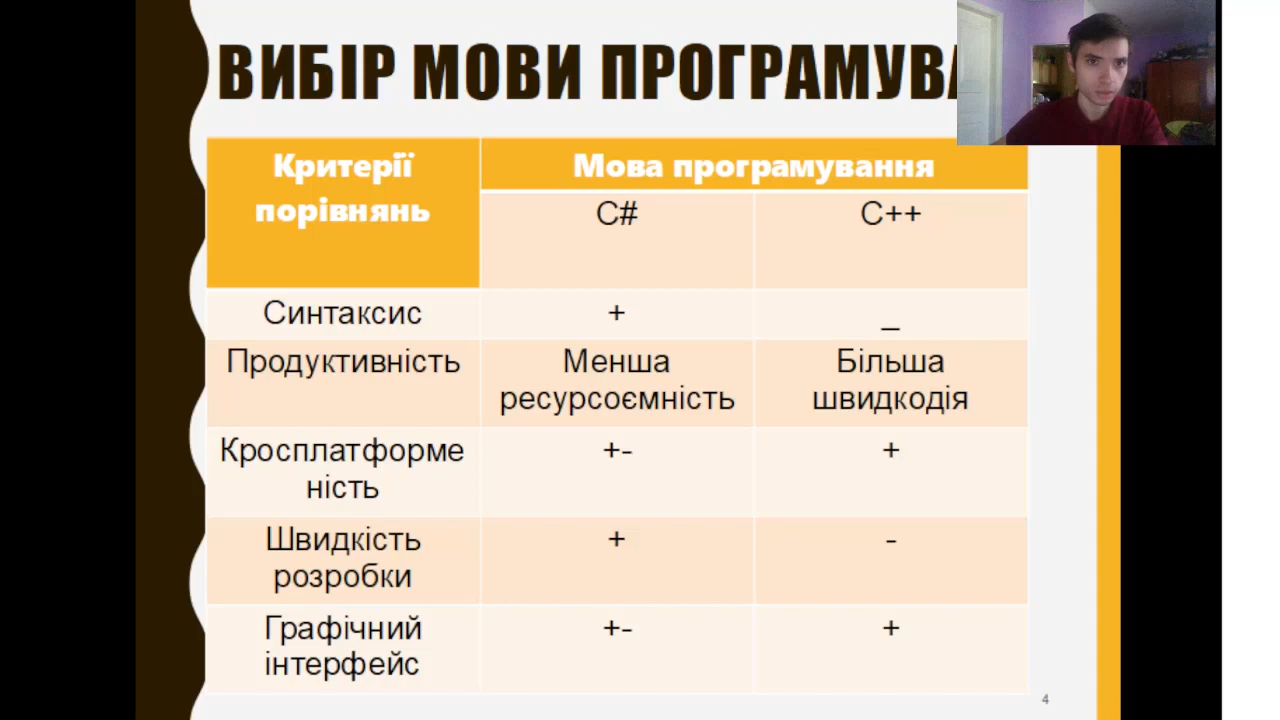 ВИБІР МОВИ ПРОГРАМУВА
Критерії
порівнянь
Мова програмування
C#
C++
Синтаксис
+
_
Продуктивність
Менша
ресурсоємність
Більша
швидкодія
Кросплатформе
ність
+-
+
Швидкість
розробки
+
-
Графічний
інтерфейс
+-
+
4